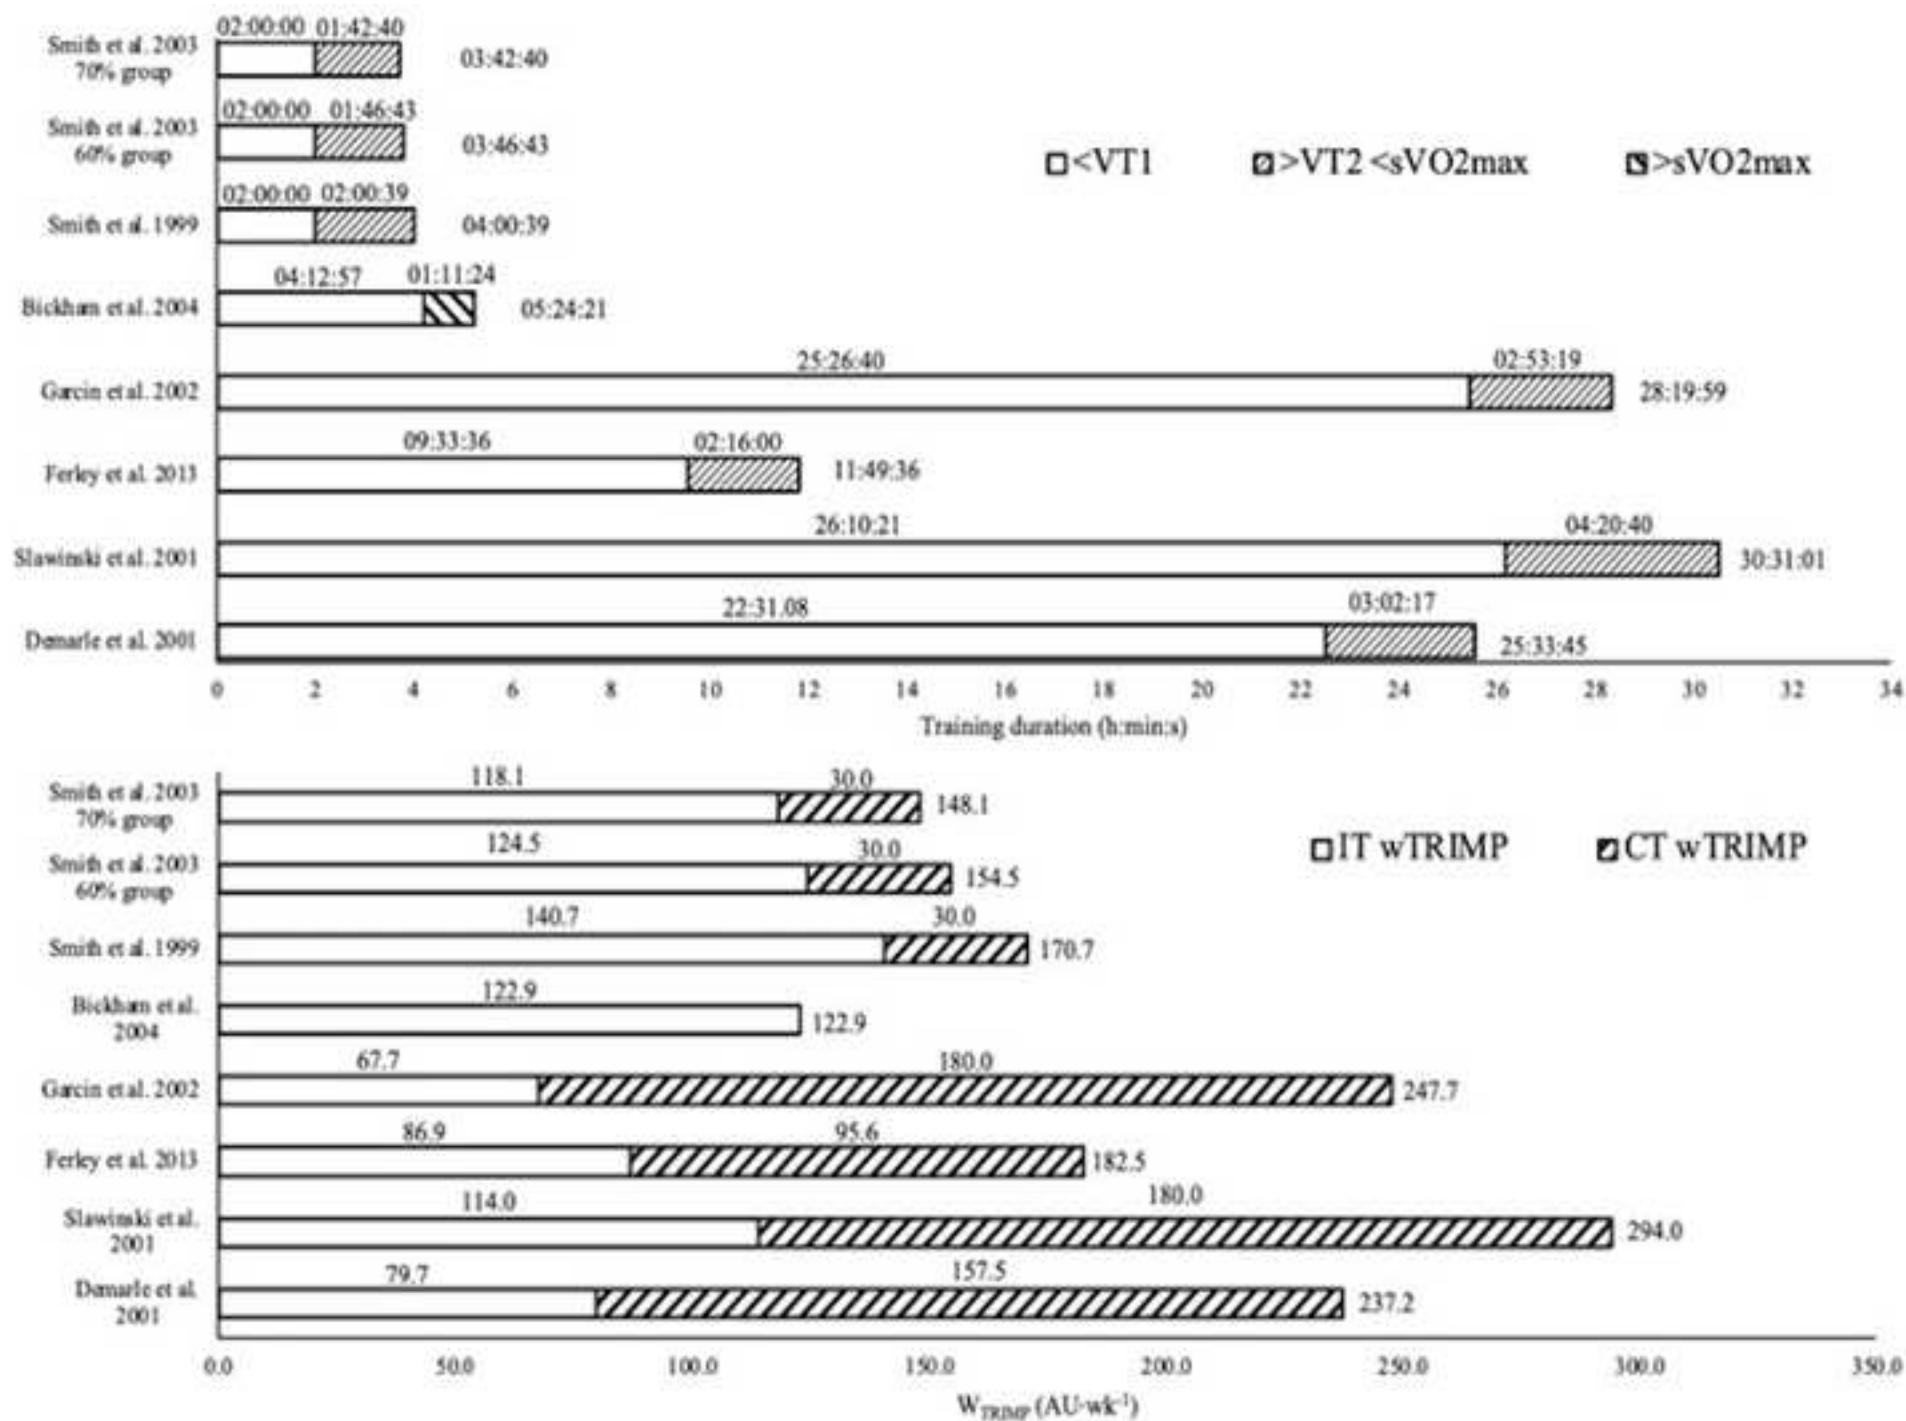 02:00:00 01:42:40
Smith et al. 2003
70% group
03:42:40
02:00:00 01:46:43
Smith et al. 2003
60% group
03:46:43
<VT1 >VT2 <sVO2max >sVO2max
02:00:00 02:00:39
Smith et al. 1999
04:00:39
04:12:57 01:11:24
Bickham et al. 2004
05:24:21
25:26:40 02:53:19
Garcin et al. 2002
28:19:59
09:33:36 02:16:00
Ferley et al. 2013
11:49:36
26:10:21 04:20:40
Slawinski et al. 2001
30:31:01
22:31.08 03:02:17
Demarle et al. 2001
25:33:45
0 2 4 6 8 10 12 14 16 18 20 22 24 26 28 30 32 34
Training duration (h:min:s)
118.1 30.0
Smith et al. 2003
70% group
148.1
124.5 30.0
Smith et al. 2003
60% group
154.5
IT wTRIMP CT wTRIMP
140.7 30.0
Smith et al. 1999
170.7
122.9
Bickham et al.
2004
122.9
67.7 180.0
Garcin et al. 2002
247.7
86.9 95.6
Ferley et al. 2013
182.5
114.0 180.0
Slawinski et al.
2001
294.0
79.7 157.5
Demarle et al.
2001
237.2
0.0 50.0 100.0 150.0 200.0 250.0 300.0 350.0
WTRIMP (AU·wk-1)